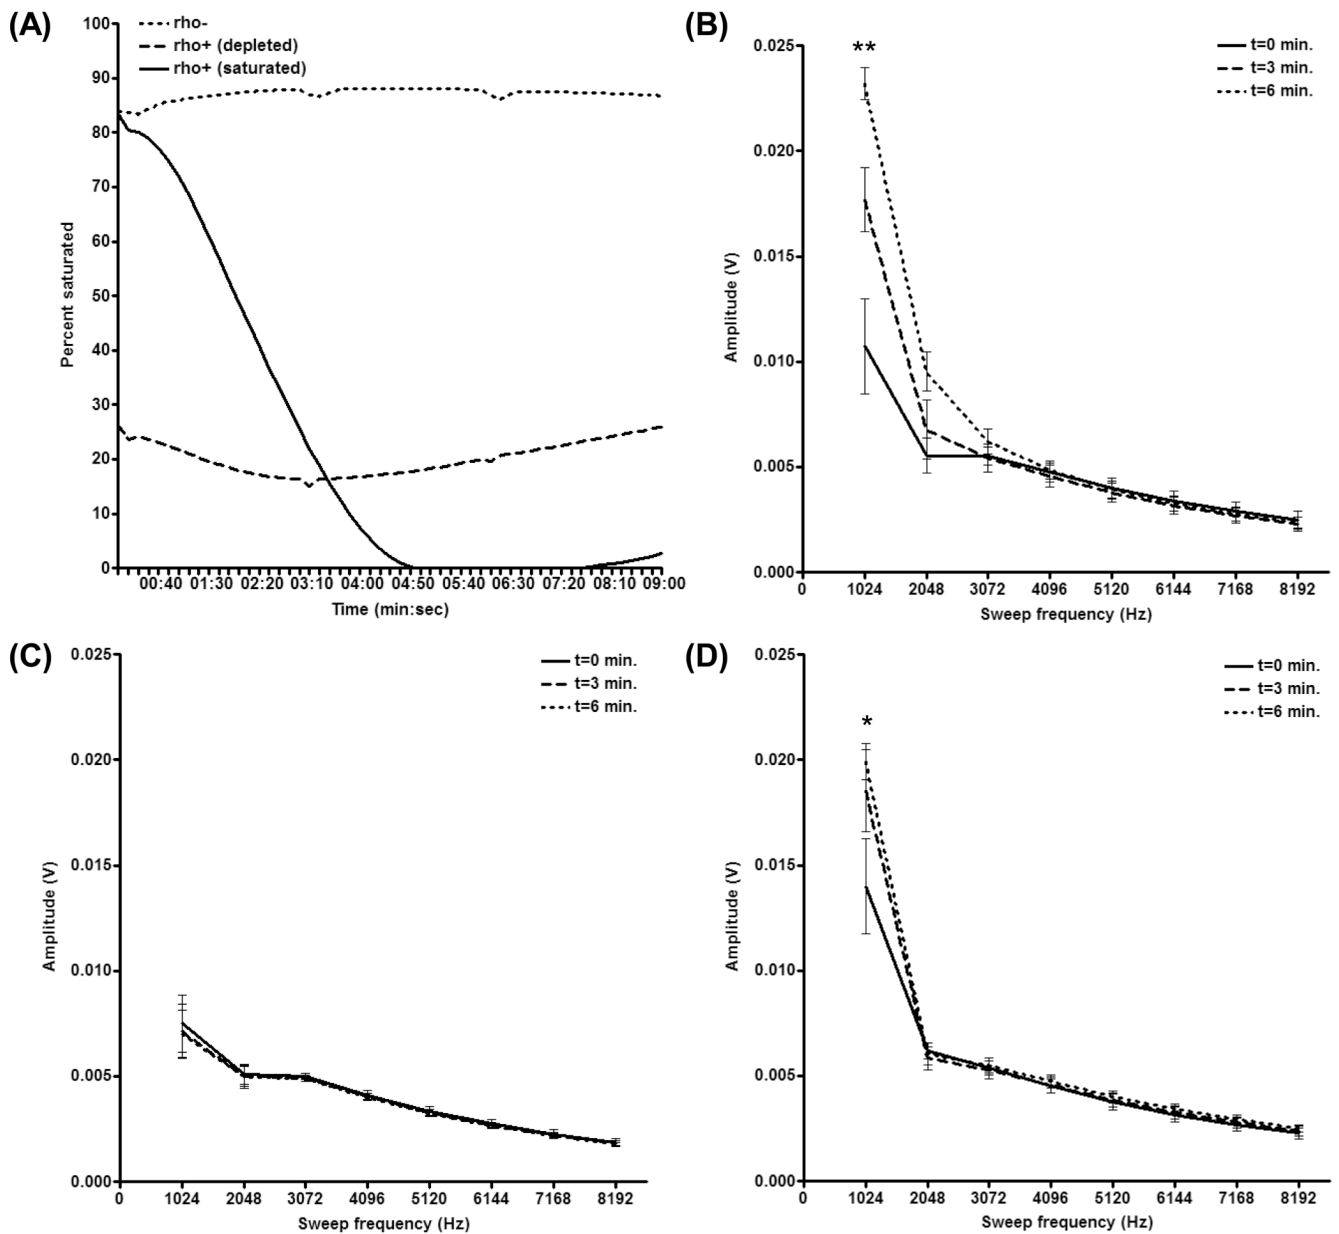 (A)
rho-
rho+ (depleted)
rho+ (saturated)
100
90
80
70
60
50
40
30
20
10
0
Percent saturated
00:40 01:30 02:20 03:10 04:00 04:50 05:40 06:30 07:20 08:10 09:00
Time (min:sec)
(B)
t=0 min.
t=3 min.
t=6 min.
**
0.025
0.020
0.015
0.010
0.005
0.000
Amplitude (V)
0 1024 2048 3072 4096 5120 6144 7168 8192
Sweep frequency (Hz)
(C)
t=0 min.
t=3 min.
t=6 min.
0.025
0.020
0.015
0.010
0.005
0.000
Amplitude (V)
0 1024 2048 3072 4096 5120 6144 7168 8192
Sweep frequency (Hz)
(D)
t=0 min.
t=3 min.
t=6 min.
*
0.025
0.020
0.015
0.010
0.005
0.000
Amplitude (V)
0 1024 2048 3072 4096 5120 6144 7168 8192
Sweep frequency (Hz)